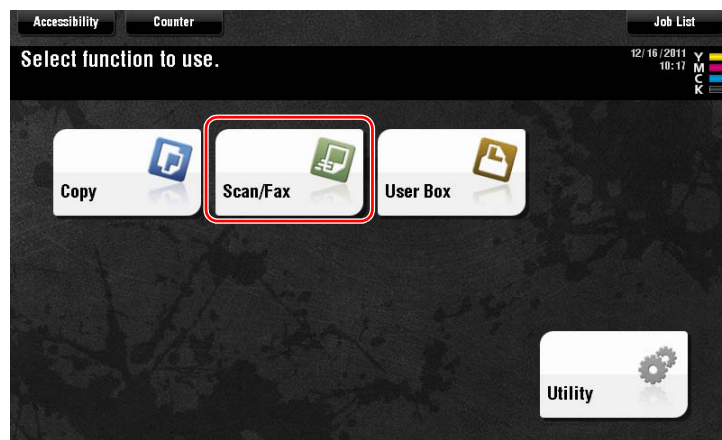 Accessibility Counter Job List
Select function to use.
12/16/2011
10:17
Y
M
C
K
Copy Scan/Fax User Box
Utility